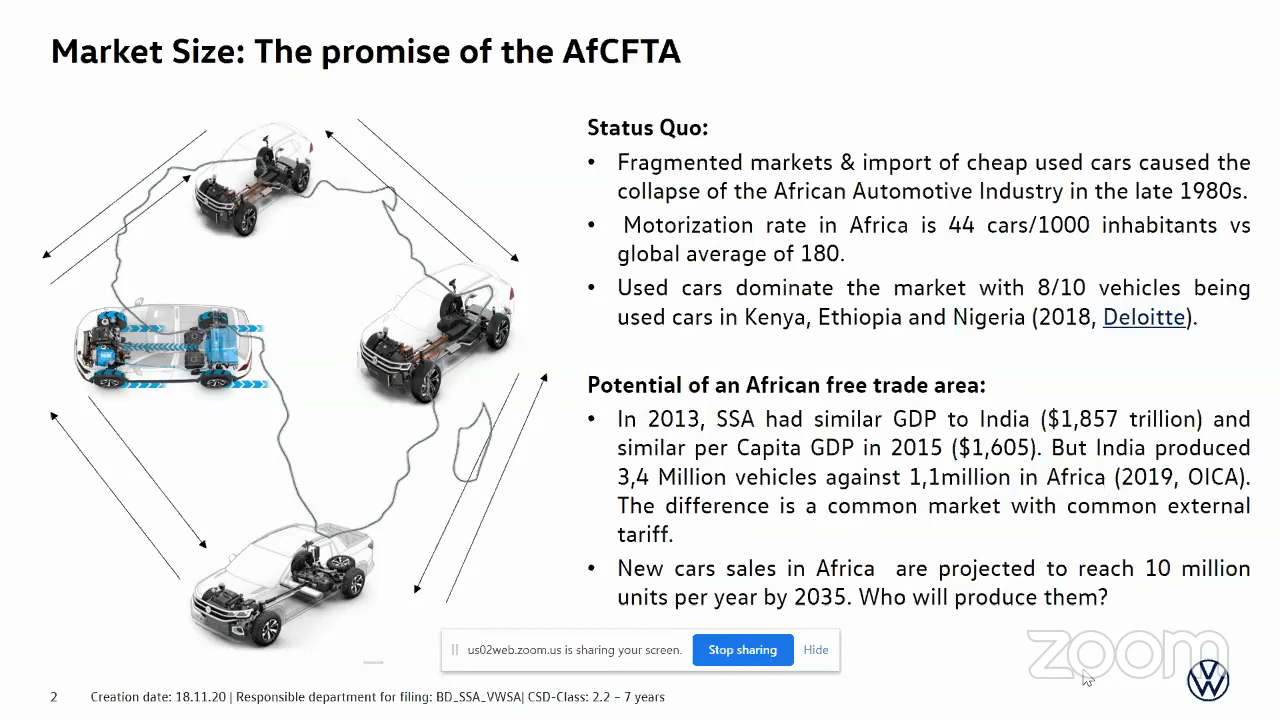 Market Size: The promise of the AfCFTA
Status Quo:
• Fragmented markets & import of cheap used cars caused the
collapse of the African Automotive Industry in the late 1980s.
• Motorization rate in Africa is 44 cars/1000 inhabitants vs
global average of 180.
• Used cars dominate the market with 8/10 vehicles being
used cars in Kenya, Ethiopia and Nigeria (2018, Deloitte).
Potential of an African free trade area:
• In 2013, SSA had similar GDP to India ($1,857 trillion) and
similar per Capita GDP in 2015 ($1,605). But India produced
3,4 Million vehicles against 1,1million in Africa (2019, OICA).
The difference is a common market with common external
tariff.
• New cars sales in Africa are projected to reach 10 million
units per year by 2035. Who will produce them?
us02web.zoom.us is sharing your screen. Stop sharing Hide
zoom
2 Creation date: 18.11.20 | Responsible department for filing: BD_SSA_VWSA| CSD-Class: 2.2 – 7 years